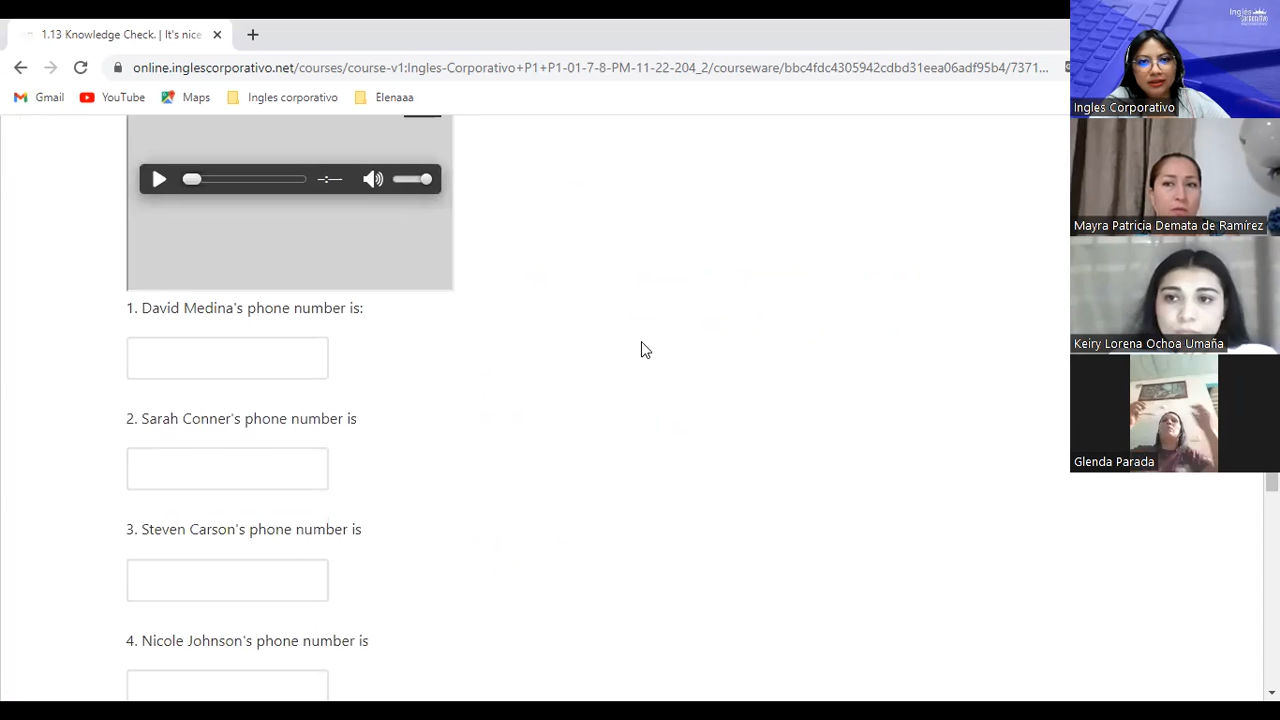 1.13 Knowledge Check. | It's nice
online.inglescorporativo.net/courses/course-v1:Ingles-Corporativo+P1+P1-01-7-8-PM-11-22-204_2/courseware/bbc4fdc4305942cdbd31eea06adf95b4/7371...
Gmail YouTube Maps Ingles corporativo Elenaaa
1. David Medina's phone number is:
2. Sarah Conner's phone number is
3. Steven Carson's phone number is
4. Nicole Johnson's phone number is
Ingles
corporativo
Ingles Corporativo
Mayra Patricia Demata de Ramírez
Keiry Lorena Ochoa Umaña
Glenda Parada